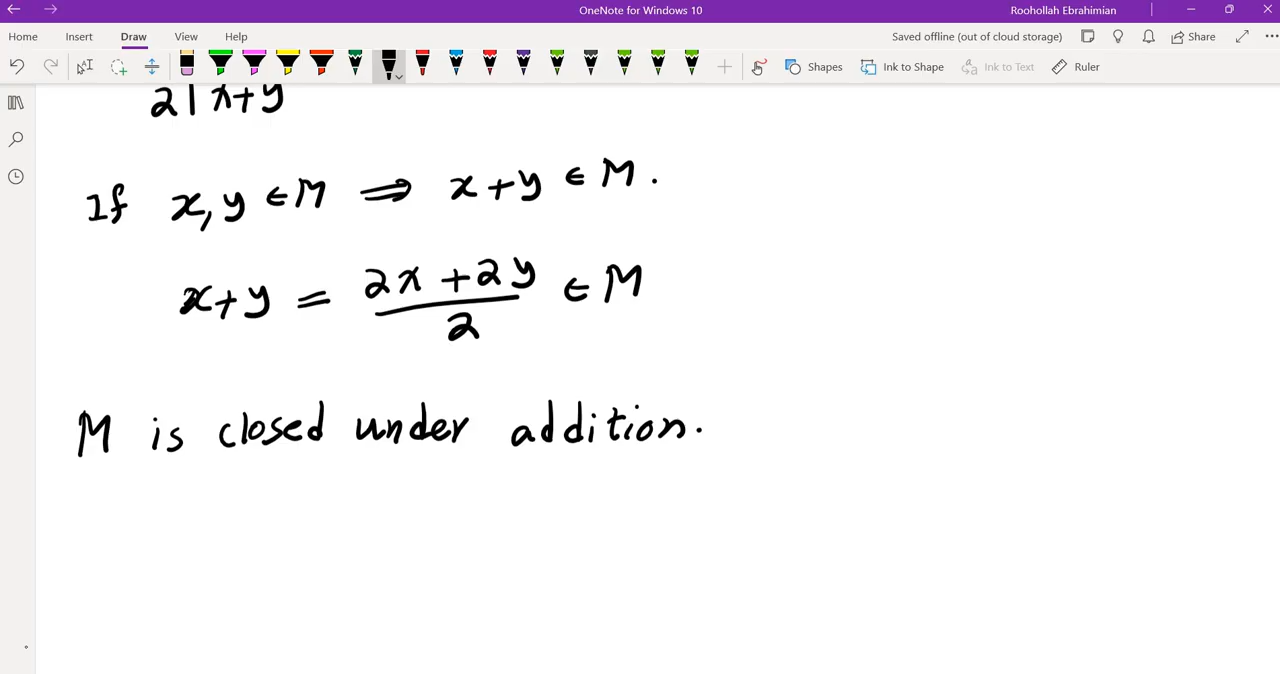 OneNote for Windows 10
Roohollah Ebrahimian
Home Insert Draw View Help
Saved offline (out of cloud storage) Share
Shapes Ink to Shape Ink to Text Ruler
2|x+y
If x, y ∈ M ⟹ x+y ∈ M.
x+y = (2x + 2y)/2 ∈ M
M is closed under addition.